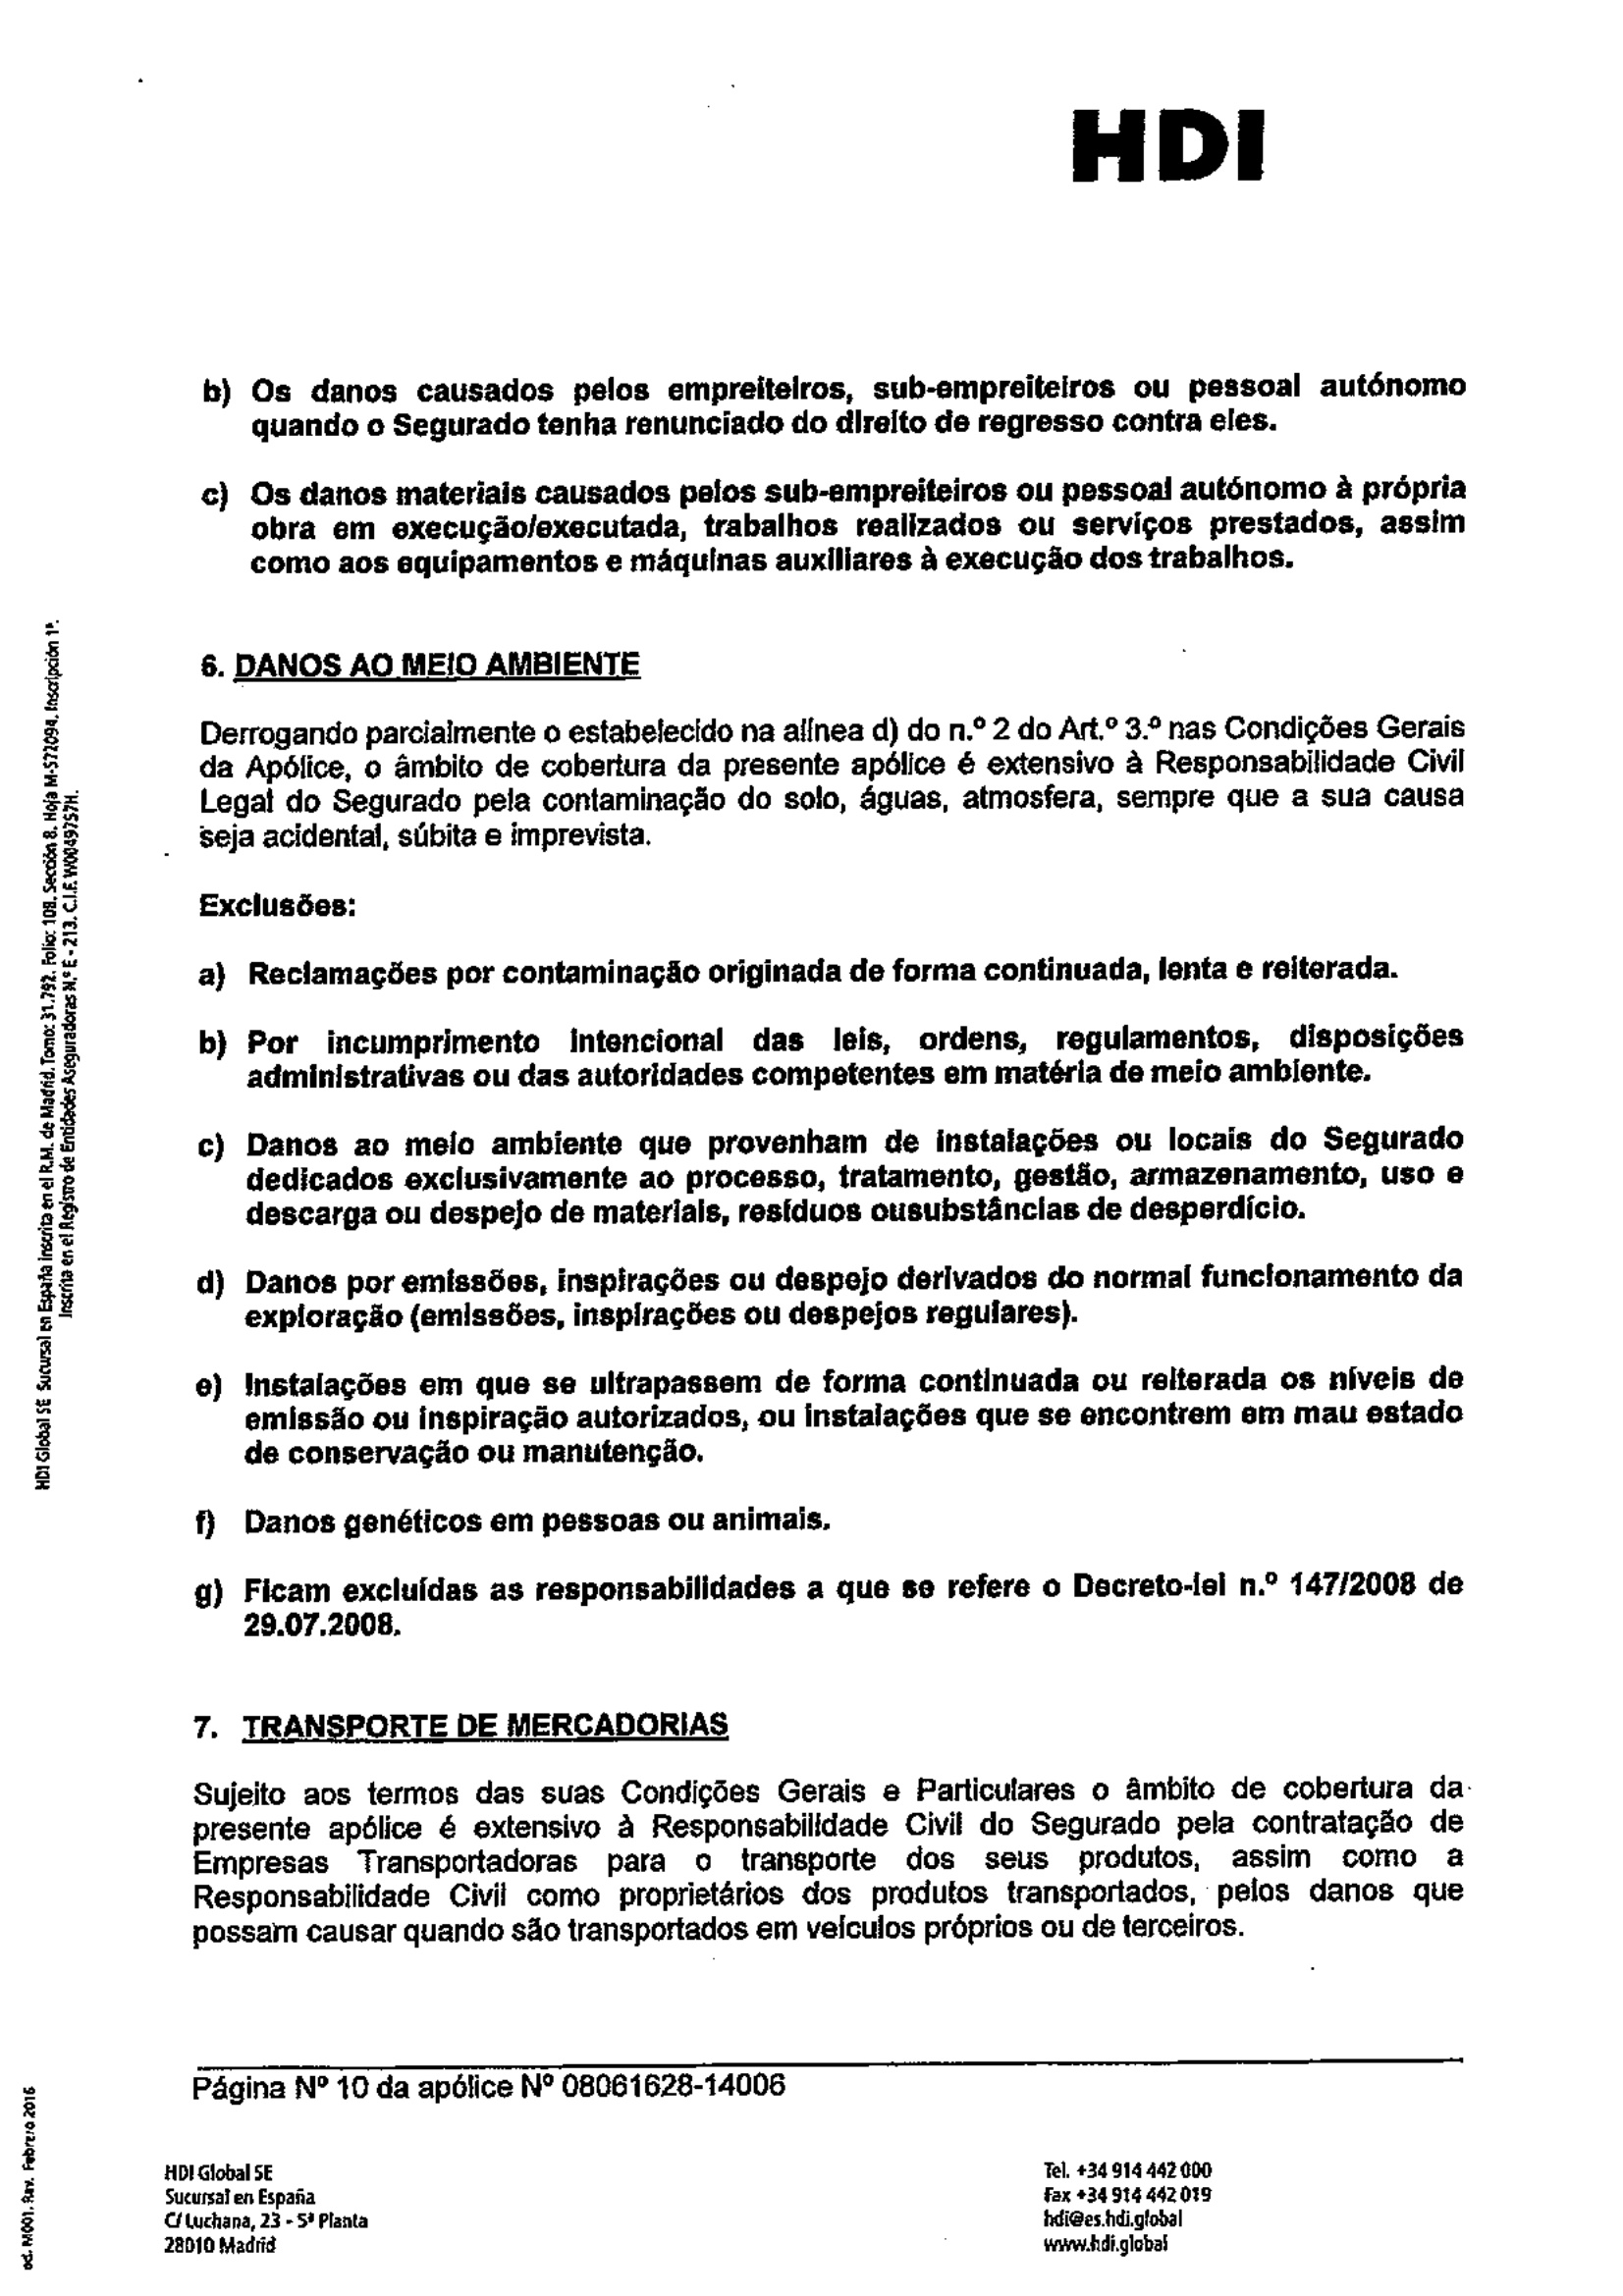 HDI
b) Os danos causados pelos empreiteiros, sub-empreiteiros ou pessoal autónomo
quando o Segurado tenha renunciado do direito de regresso contra eles.
c) Os danos materiais causados pelos sub-empreiteiros ou pessoal autónomo à própria
obra em execução/executada, trabalhos realizados ou serviços prestados, assim
como aos equipamentos e máquinas auxiliares à execução dos trabalhos.
6. DANOS AO MEIO AMBIENTE
Derrogando parcialmente o estabelecido na alínea d) do n.º 2 do Art.º 3.º nas Condições Gerais
da Apólice, o âmbito de cobertura da presente apólice é extensivo à Responsabilidade Civil
Legal do Segurado pela contaminação do solo, águas, atmosfera, sempre que a sua causa
seja acidental, súbita e imprevista.
Exclusões:
a) Reclamações por contaminação originada de forma continuada, lenta e reiterada.
b) Por incumprimento intencional das leis, ordens, regulamentos, disposições
administrativas ou das autoridades competentes em matéria de meio ambiente.
c) Danos ao meio ambiente que provenham de instalações ou locais do Segurado
dedicados exclusivamente ao processo, tratamento, gestão, armazenamento, uso e
descarga ou despejo de materiais, resíduos ousubstâncias de desperdício.
d) Danos por emissões, inspirações ou despejo derivados do normal funcionamento da
exploração (emissões, inspirações ou despejos regulares).
e) Instalações em que se ultrapassem de forma continuada ou reiterada os níveis de
emissão ou inspiração autorizados, ou instalações que se encontrem em mau estado
de conservação ou manutenção.
f) Danos genéticos em pessoas ou animais.
g) Ficam excluídas as responsabilidades a que se refere o Decreto-lei n.º 147/2008 de
29.07.2008.
7. TRANSPORTE DE MERCADORIAS
Sujeito aos termos das suas Condições Gerais e Particulares o âmbito de cobertura da
presente apólice é extensivo à Responsabilidade Civil do Segurado pela contratação de
Empresas Transportadoras para o transporte dos seus produtos, assim como a
Responsabilidade Civil como proprietários dos produtos transportados, pelos danos que
possam causar quando são transportados em veículos próprios ou de terceiros.
Página Nº 10 da apólice Nº 08061628-14006
HDI Global SE
Sucursal en España
C/ Luchana, 23 - 5ª Planta
28010 Madrid
Tel. +34 914 442 000
Fax +34 914 442 019
hdi@es.hdi.global
www.hdi.global
HDI Global SE Sucursal en España inscrita en el R.M. de Madrid. Tomo: 31.792. Folio: 108. Sección 8. Hoja M-572094. Inscripción 1ª.
Inscrita en el Registro de Entidades Aseguradoras N.º E - 213. C.I.F. W0049757H.
od. M001. Rev. Febrero 2016